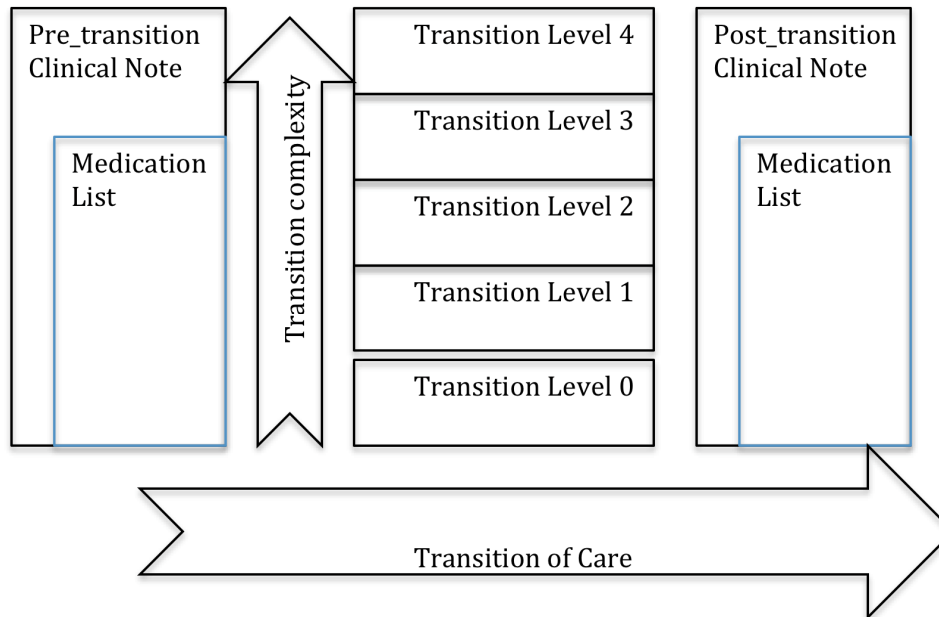 Pre_transition
Clinical Note
Medication
List
Transition complexity
Transition Level 4
Transition Level 3
Transition Level 2
Transition Level 1
Transition Level 0
Post_transition
Clinical Note
Medication
List
Transition of Care